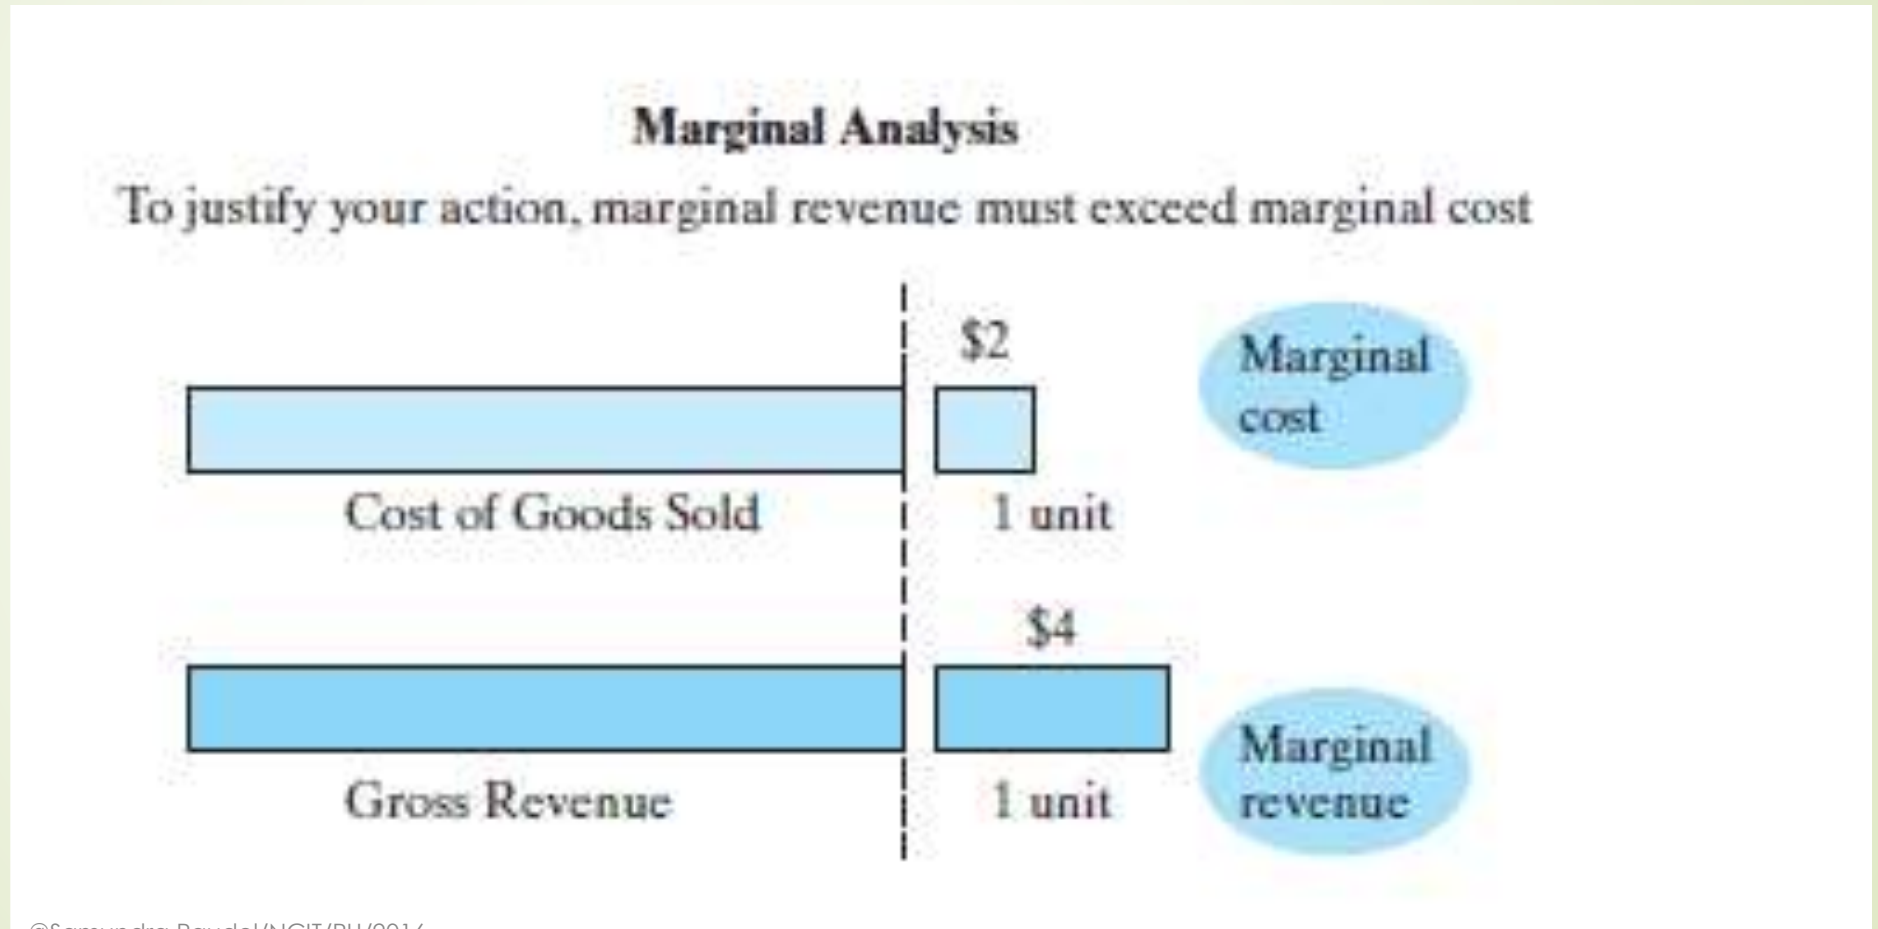 Marginal Analysis
To justify your action, marginal revenue must exceed marginal cost
$2
Marginal
cost
Cost of Goods Sold
1 unit
$4
Marginal
revenue
Gross Revenue
1 unit